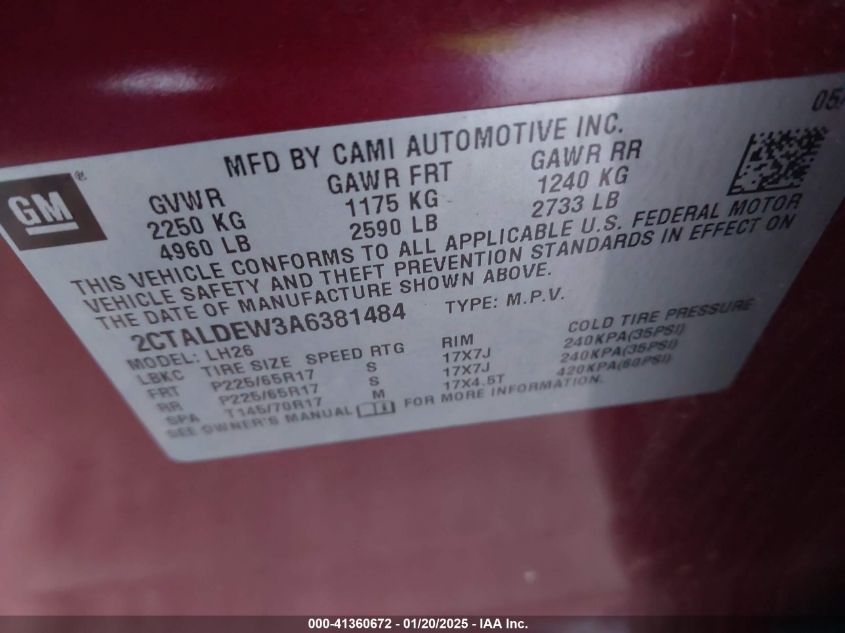 05/
MFD BY CAMI AUTOMOTIVE INC.
GM®
GVWR GAWR FRT GAWR RR
2250 KG 1175 KG 1240 KG
4960 LB 2590 LB 2733 LB
THIS VEHICLE CONFORMS TO ALL APPLICABLE U.S. FEDERAL MOTOR
VEHICLE SAFETY AND THEFT PREVENTION STANDARDS IN EFFECT ON
THE DATE OF MANUFACTURE SHOWN ABOVE.
2CTALDEW3A6381484 TYPE: M.P.V.
MODEL: LH26
LBKC TIRE SIZE SPEED RTG RIM COLD TIRE PRESSURE
FRT P225/65R17 S 17X7J 240KPA(35PSI)
RR P225/65R17 S 17X7J 240KPA(35PSI)
SPA T145/70R17 M 17X4.5T 420KPA(60PSI)
SEE OWNER'S MANUAL FOR MORE INFORMATION.
000-41360672 / 01/20/2025 - IAA Inc.